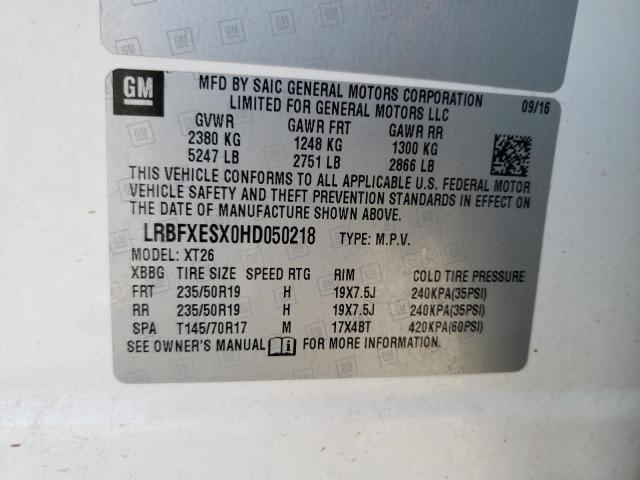 GM
MFD BY SAIC GENERAL MOTORS CORPORATION
LIMITED FOR GENERAL MOTORS LLC
09/16
GVWR GAWR FRT GAWR RR
2380 KG 1248 KG 1300 KG
5247 LB 2751 LB 2866 LB
THIS VEHICLE CONFORMS TO ALL APPLICABLE U.S. FEDERAL MOTOR
VEHICLE SAFETY AND THEFT PREVENTION STANDARDS IN EFFECT ON
THE DATE OF MANUFACTURE SHOWN ABOVE.
LRBFXESX0HD050218 TYPE: M.P.V.
MODEL: XT26
XBBG TIRE SIZE SPEED RTG RIM COLD TIRE PRESSURE
FRT 235/50R19 H 19X7.5J 240KPA(35PSI)
RR 235/50R19 H 19X7.5J 240KPA(35PSI)
SPA T145/70R17 M 17X4BT 420KPA(60PSI)
SEE OWNER'S MANUAL FOR MORE INFORMATION.